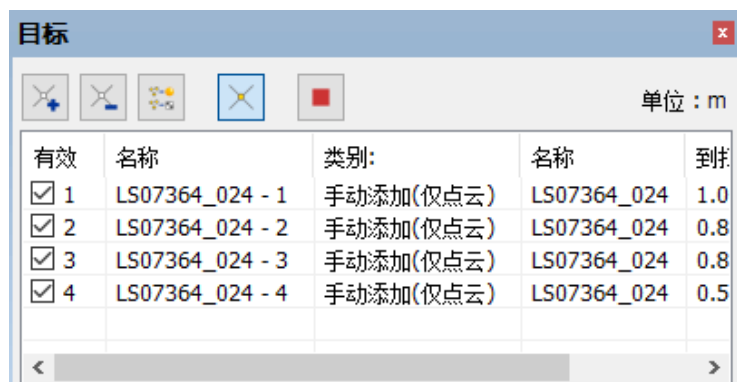 目标
单位：m
有效 名称 类别: 名称 到
1 LS07364_024 - 1 手动添加(仅点云) LS07364_024 1.0
2 LS07364_024 - 2 手动添加(仅点云) LS07364_024 0.8
3 LS07364_024 - 3 手动添加(仅点云) LS07364_024 0.8
4 LS07364_024 - 4 手动添加(仅点云) LS07364_024 0.5